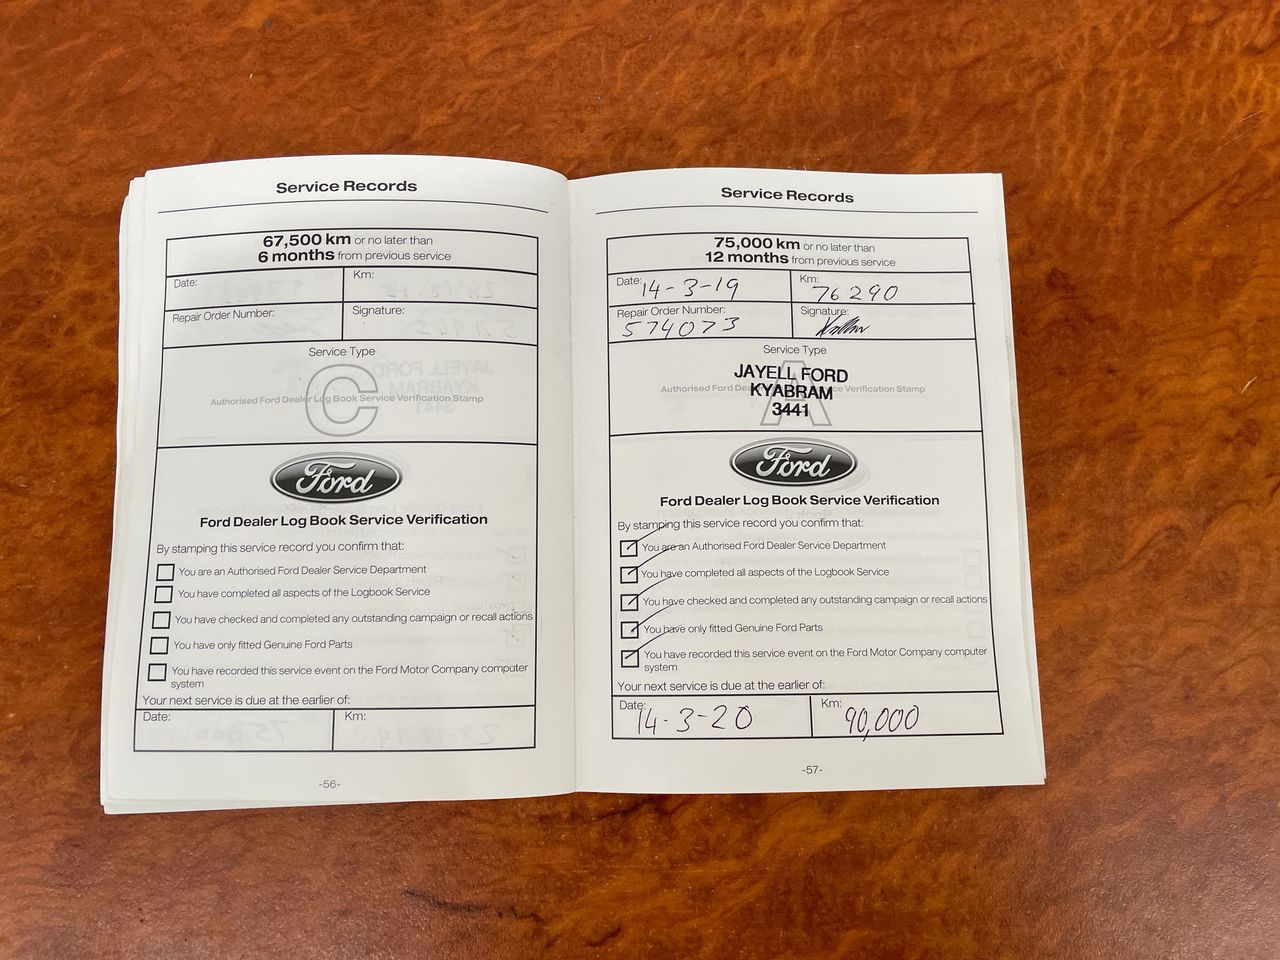 Service Records
67,500 km or no later than
6 months from previous service
Date:
Km:
Repair Order Number:
Signature:
Service Type
C
Authorised Ford Dealer Log Book Service Verification Stamp
Ford
Ford Dealer Log Book Service Verification
By stamping this service record you confirm that:
You are an Authorised Ford Dealer Service Department
You have completed all aspects of the Logbook Service
You have checked and completed any outstanding campaign or recall actions
You have only fitted Genuine Ford Parts
You have recorded this service event on the Ford Motor Company computer
system
Your next service is due at the earlier of:
Date:
Km:
-56-
Service Records
75,000 km or no later than
12 months from previous service
Date: 14-3-19
Km: 76290
Repair Order Number: 574073
Signature:
Service Type
JAYELL FORD
A
Authorised Ford Dealer Log Book Service Verification Stamp
KYABRAM
3441
Ford
Ford Dealer Log Book Service Verification
By stamping this service record you confirm that:
You are an Authorised Ford Dealer Service Department
You have completed all aspects of the Logbook Service
You have checked and completed any outstanding campaign or recall actions
You have only fitted Genuine Ford Parts
You have recorded this service event on the Ford Motor Company computer
system
Your next service is due at the earlier of:
Date: 14-3-20
Km: 90,000
-57-